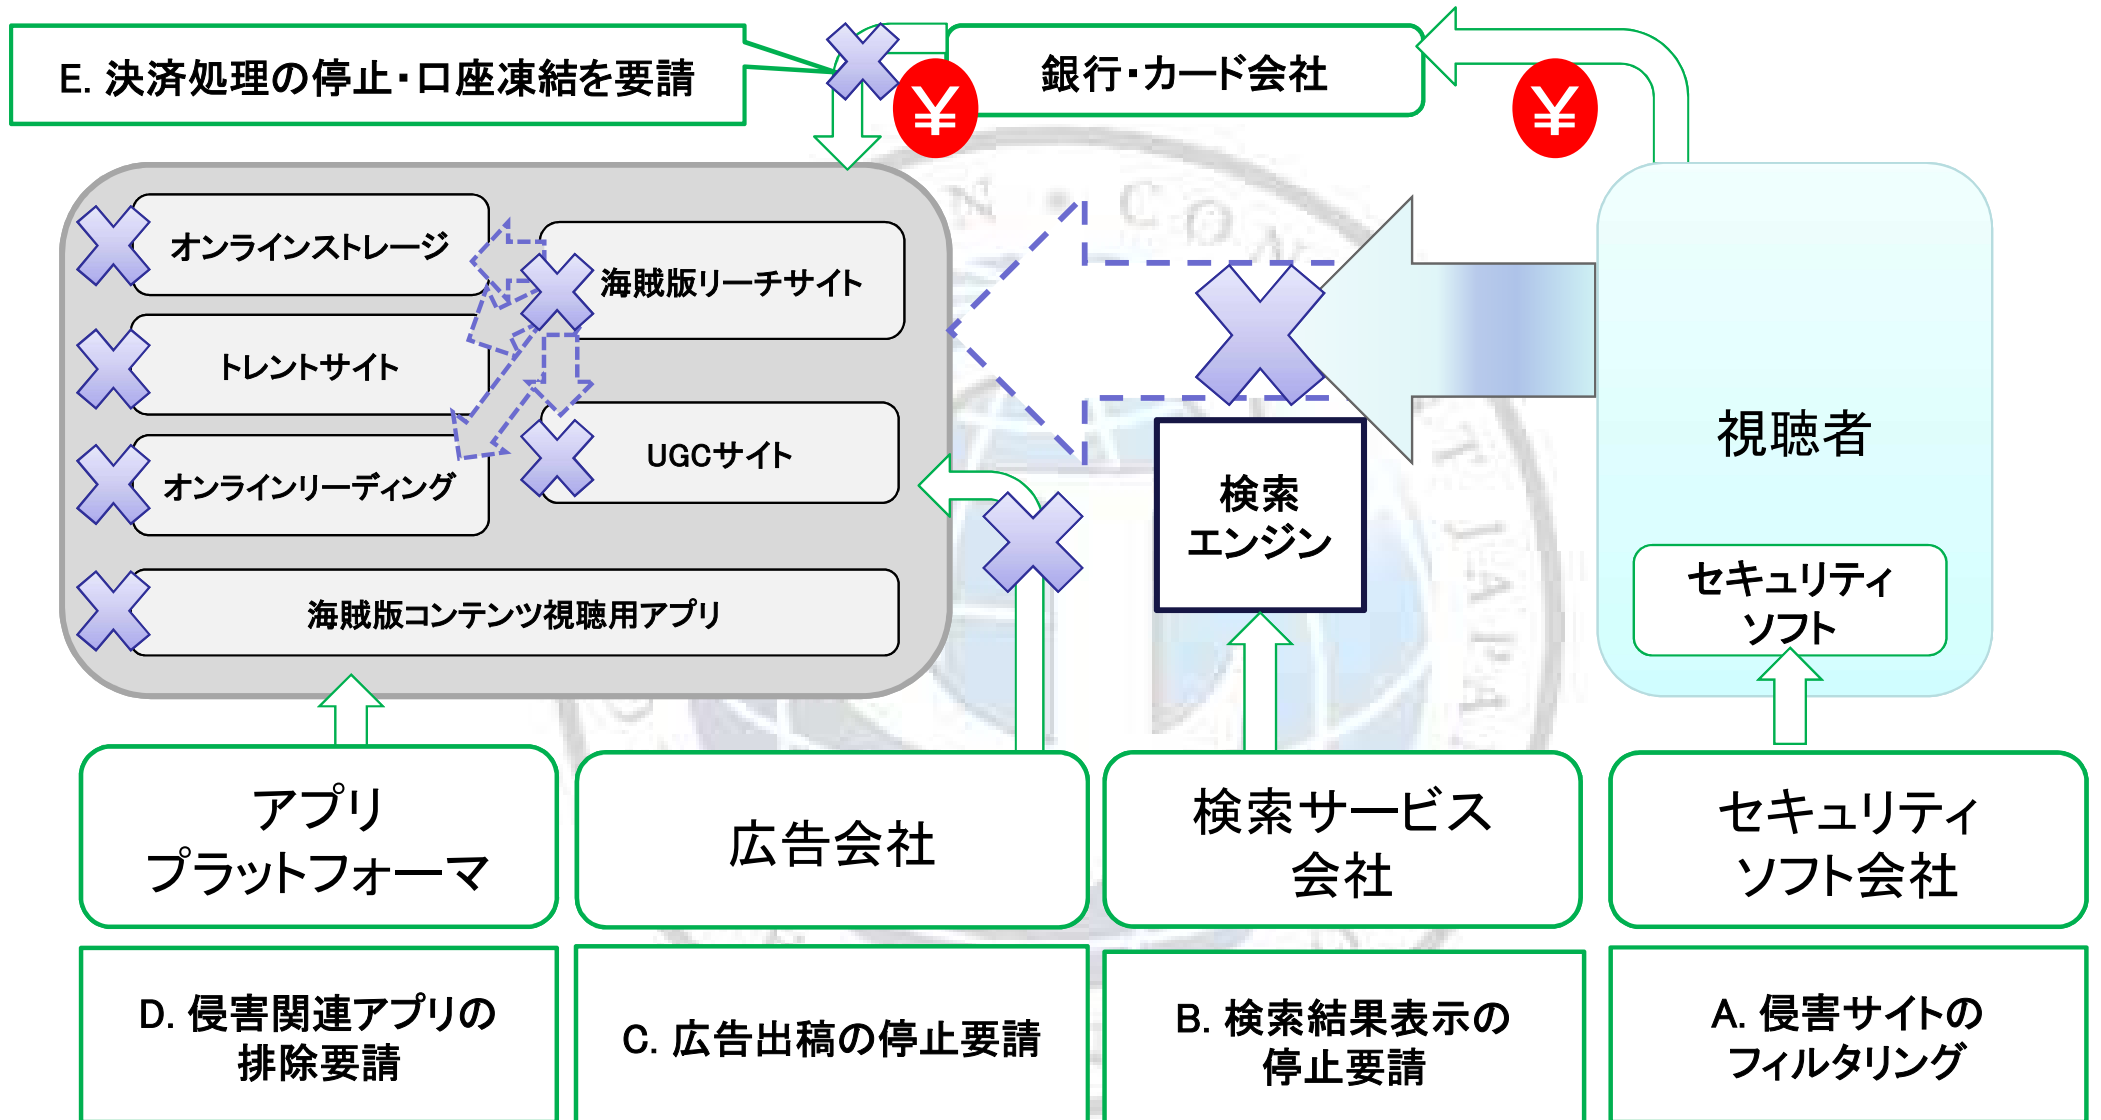 E. 決済処理の停止・口座凍結を要請
銀行・カード会社
¥
¥
オンラインストレージ
海賊版リーチサイト
トレントサイト
UGCサイト
オンラインリーディング
海賊版コンテンツ視聴用アプリ
検索
エンジン
視聴者
セキュリティ
ソフト
アプリ
プラットフォーマ
広告会社
検索サービス
会社
セキュリティ
ソフト会社
D. 侵害関連アプリの
排除要請
C. 広告出稿の停止要請
B. 検索結果表示の
停止要請
A. 侵害サイトの
フィルタリング